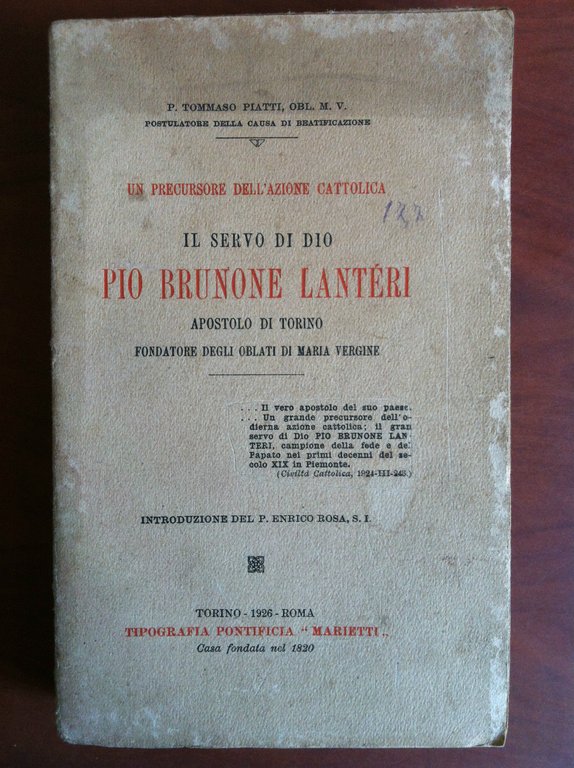 P. TOMMASO PIATTI, OBL. M. V.
POSTULATORE DELLA CAUSA DI BEATIFICAZIONE
UN PRECURSORE DELL'AZIONE CATTOLICA
177
IL SERVO DI DIO
PIO BRUNONE LANTÉRI
APOSTOLO DI TORINO
FONDATORE DEGLI OBLATI DI MARIA VERGINE
. . . Il vero apostolo del suo paese.
. . . Un grande precursore dell'o-
dierna azione cattolica; il gran
servo di Dio PIO BRUNONE LAN-
TERI, campione della fede e del
Papato nei primi decenni del se-
colo XIX in Piemonte.
(Civiltà Cattolica, 1924-III-243.)
INTRODUZIONE DEL P. ENRICO ROSA, S. I.
TORINO - 1926 - ROMA
TIPOGRAFIA PONTIFICIA "MARIETTI„
Casa fondata nel 1820